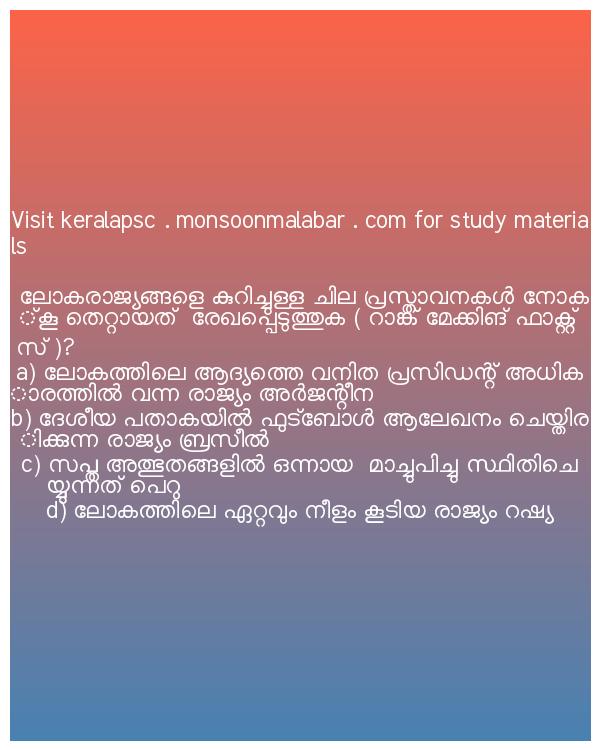 Visit keralapsc . monsoonmalabar . com for study materia
ls
ലോകരാജ്യങ്ങളെ കുറിച്ചുള്ള ചില പ്രസ്താവനകൾ നോക
്കൂ തെറ്റായത് രേഖപ്പെടുത്തുക ( റാങ്ക് മേക്കിങ് ഫാക്റ്റ്
സ് )?
a) ലോകത്തിലെ ആദ്യത്തെ വനിത പ്രസിഡന്റ് അധിക
ാരത്തിൽ വന്ന രാജ്യം അർജന്റീന
b) ദേശീയ പതാകയിൽ ഫുട്ബോൾ ആലേഖനം ചെയ്തിര
ിക്കുന്ന രാജ്യം ബ്രസീൽ
c) സപ്ത അത്ഭുതങ്ങളിൽ ഒന്നായ മാച്ചുപിച്ചു സ്ഥിതിചെ
യ്യുന്നത് പെറു
d) ലോകത്തിലെ ഏറ്റവും നീളം കൂടിയ രാജ്യം റഷ്യ